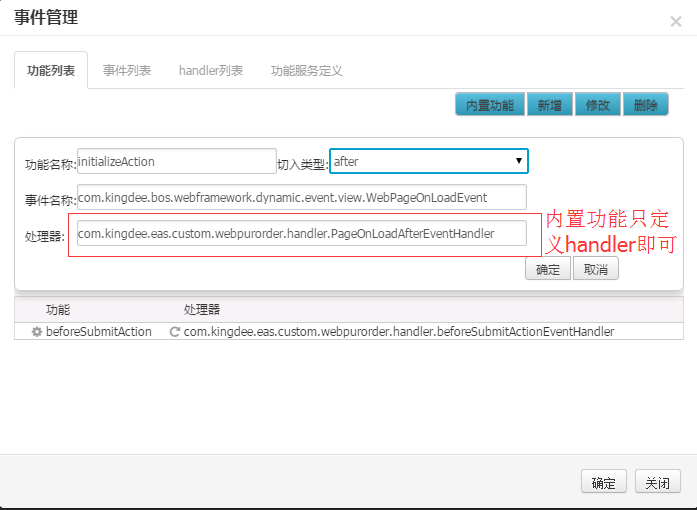 事件管理
功能列表 事件列表 handler列表 功能服务定义
内置功能 新增 修改 删除
功能名称: initializeAction 切入类型: after
事件名称: com.kingdee.bos.webframework.dynamic.event.view.WebPageOnLoadEvent
处理器: com.kingdee.eas.custom.webpurorder.handler.PageOnLoadAfterEventHandler
内置功能只定
义handler即可
确定 取消
功能 处理器
beforeSubmitAction com.kingdee.eas.custom.webpurorder.handler.beforeSubmitActionEventHandler
确定 关闭